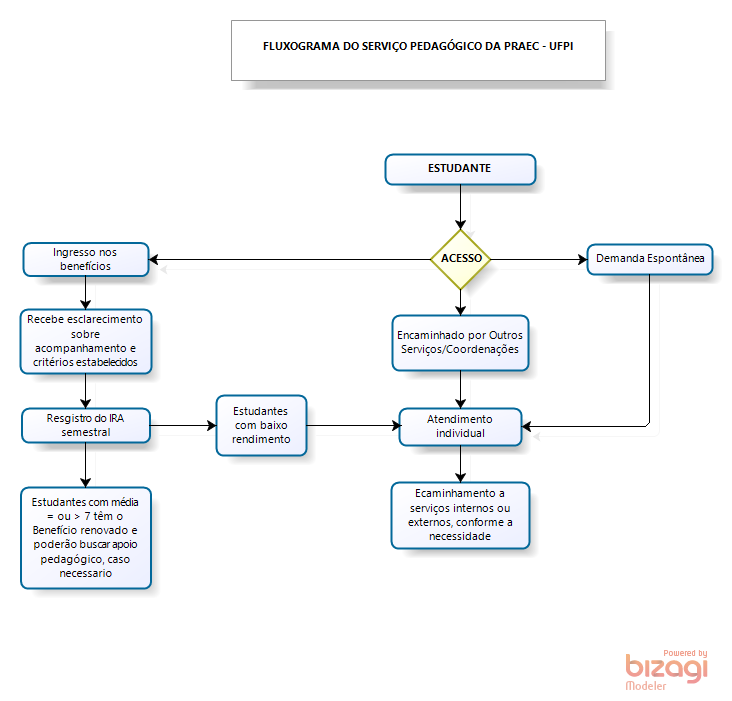 FLUXOGRAMA DO SERVIÇO PEDAGÓGICO DA PRAEC - UFPI
ESTUDANTE
ACESSO
Ingresso nos
benefícios
Demanda Espontânea
Recebe esclarecimento
sobre
acompanhamento e
critérios estabelecidos
Encaminhado por Outros
Serviços/Coordenações
Resgistro do IRA
semestral
Estudantes
com baixo
rendimento
Atendimento
individual
Estudantes com média
= ou > 7 têm o
Benefício renovado e
poderão buscar apoio
pedagógico, caso
necessario
Ecaminhamento a
serviços internos ou
externos, conforme a
necessidade
Powered by
bizagi
Modeler